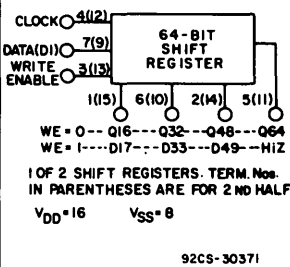 CLOCK 4(12)
DATA(D1) 7(9)
WRITE
ENABLE 3(13)
64-BIT
SHIFT
REGISTER
1(15) 6(10) 2(14) 5(11)
WE=0---Q16---Q32---Q48---Q64
WE=1----D17---D33---D49---HiZ
1 OF 2 SHIFT REGISTERS. TERM. Nos.
IN PARENTHESES ARE FOR 2 ND HALF
VDD=16 VSS=8
92CS-30371